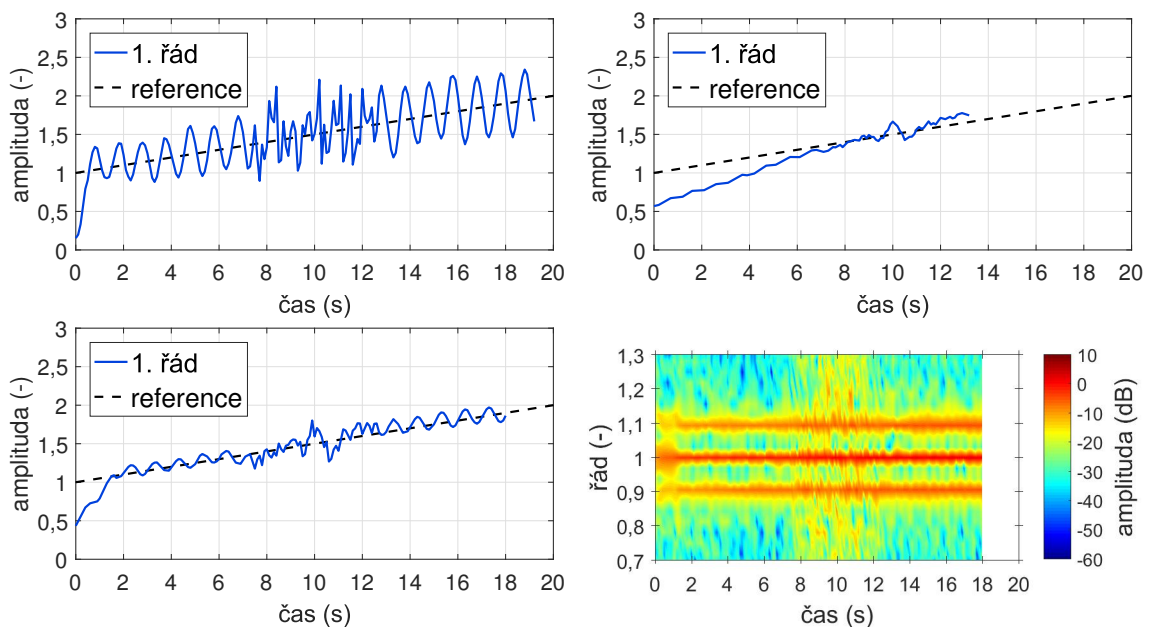 3
2,5
2
1,5
1
0,5
0
amplituda (-)
1. řád
reference
0 2 4 6 8 10 12 14 16 18 20
čas (s)
3
2,5
2
1,5
1
0,5
0
amplituda (-)
1. řád
reference
0 2 4 6 8 10 12 14 16 18 20
čas (s)
3
2,5
2
1,5
1
0,5
0
amplituda (-)
1. řád
reference
0 2 4 6 8 10 12 14 16 18 20
čas (s)
1,3
1,2
1,1
1
0,9
0,8
0,7
řád (-)
0 2 4 6 8 10 12 14 16 18 20
čas (s)
10
0
-10
-20
-30
-40
-50
-60
amplituda (dB)